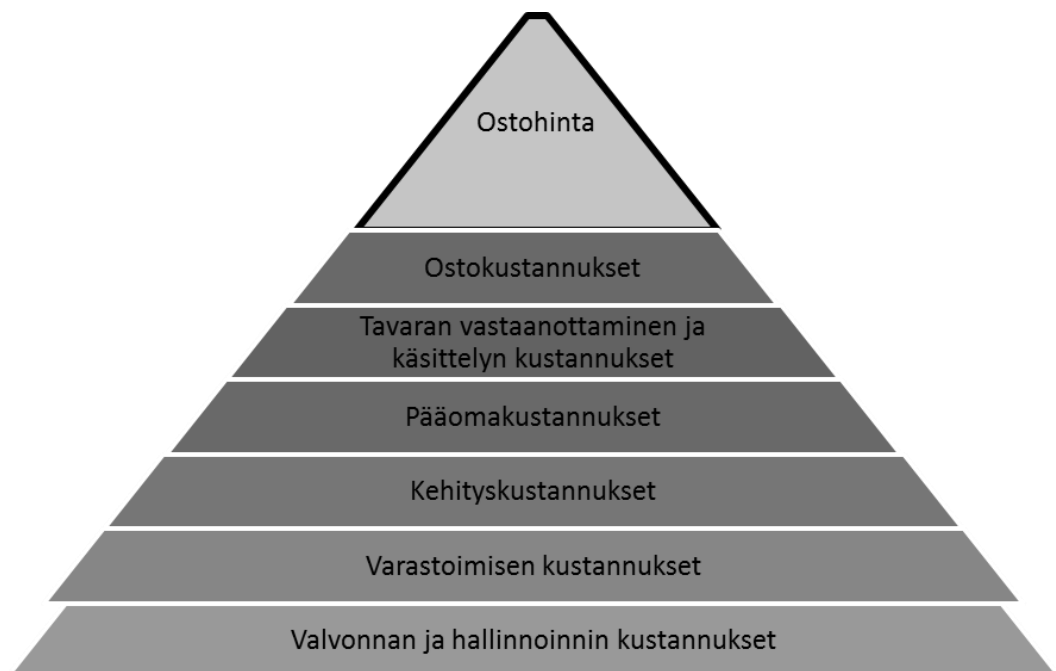 Ostohinta
Ostokustannukset
Tavaran vastaanottaminen ja
käsittelyn kustannukset
Pääomakustannukset
Kehityskustannukset
Varastoimisen kustannukset
Valvonnan ja hallinnoinnin kustannukset